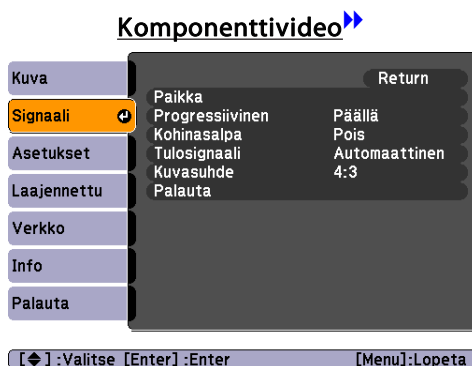 Komponenttivideo
Kuva
Signaali
Asetukset
Laajennettu
Verkko
Info
Palauta
Return
Paikka
Progressiivinen Päällä
Kohinasalpa Pois
Tulosignaali Automaattinen
Kuvasuhde 4:3
Palauta
[◆] :Valitse [Enter] :Enter [Menu]:Lopeta